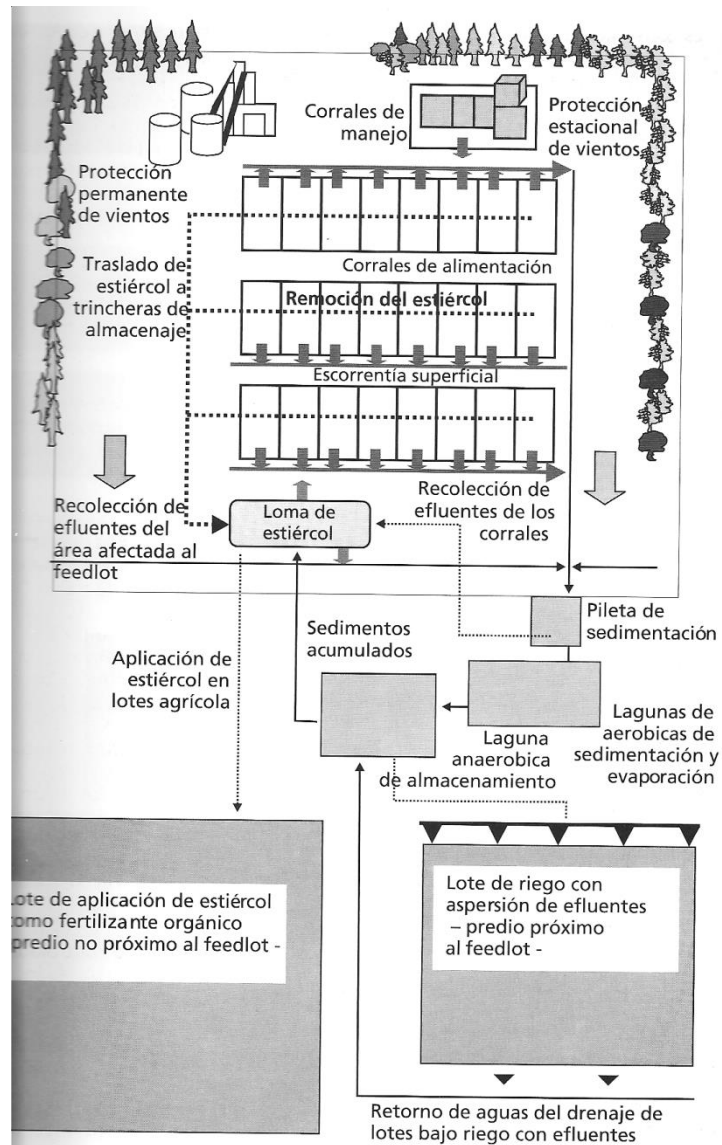 Corrales de
manejo
Protección
estacional
de vientos
Protección
permanente
de vientos
Traslado de
estiércol a
trincheras de
almacenaje
Corrales de alimentación
Remoción del estiércol
Escorrentía superficial
Recolección de
efluentes del
área afectada al
feedlot
Loma de
estiércol
Recolección de
efluentes de los
corrales
Pileta de
sedimentación
Sedimentos
acumulados
Aplicación de
estiércol en
lotes agrícola
Lagunas de
aerobicas de
sedimentación y
evaporación
Laguna
anaerobica
de almacenamiento
Lote de aplicación de estiércol
como fertilizante orgánico
predio no próximo al feedlot -
Lote de riego con
aspersión de efluentes
– predio próximo
al feedlot -
Retorno de aguas del drenaje de
lotes bajo riego con efluentes